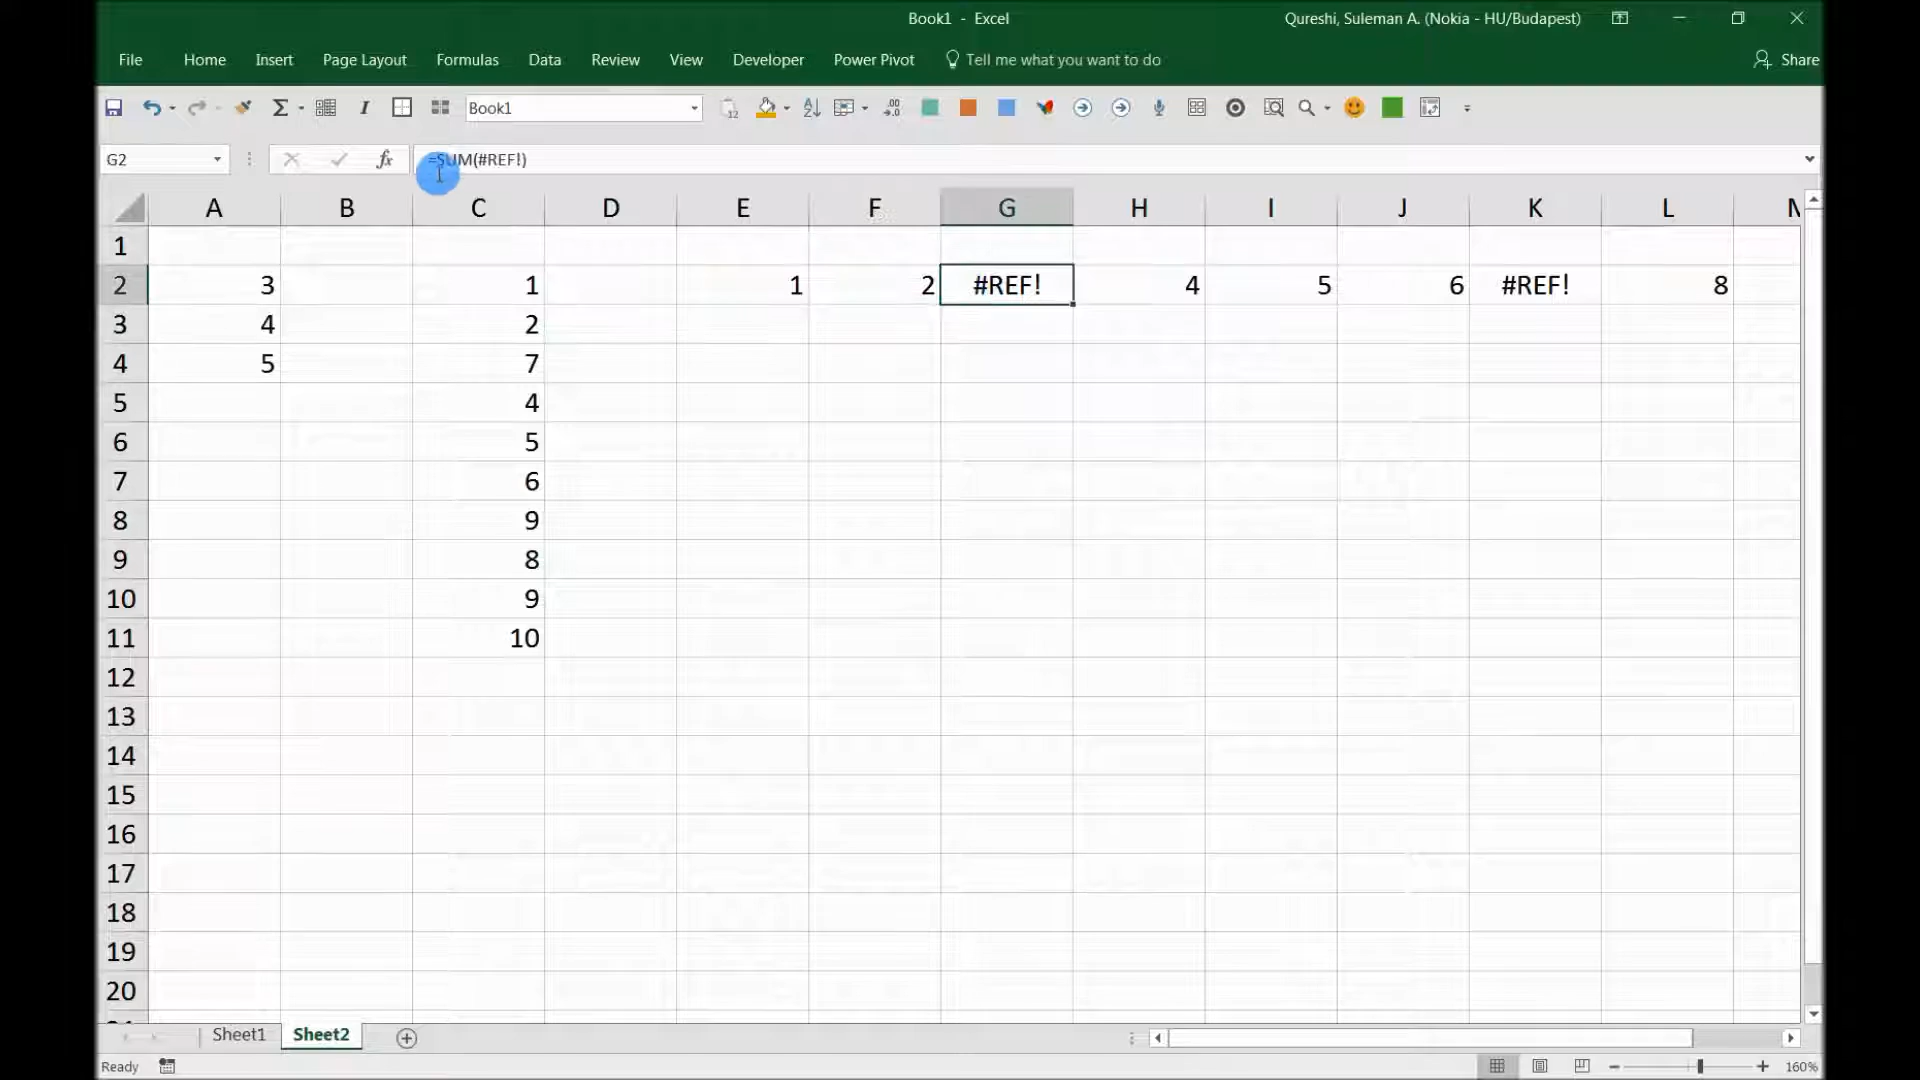 Book1 - Excel
Qureshi, Suleman A. (Nokia - HU/Budapest)
File Home Insert Page Layout Formulas Data Review View Developer Power Pivot Tell me what you want to do Share
Book1
G2 fx =SUM(#REF!)
A B C D E F G H I J K L
1
2 3 1 1 2 #REF! 4 5 6 #REF! 8
3 4 2
4 5 7
5 4
6 5
7 6
8 9
9 8
10 9
11 10
12
13
14
15
16
17
18
19
20
Sheet1 Sheet2
Ready 160%